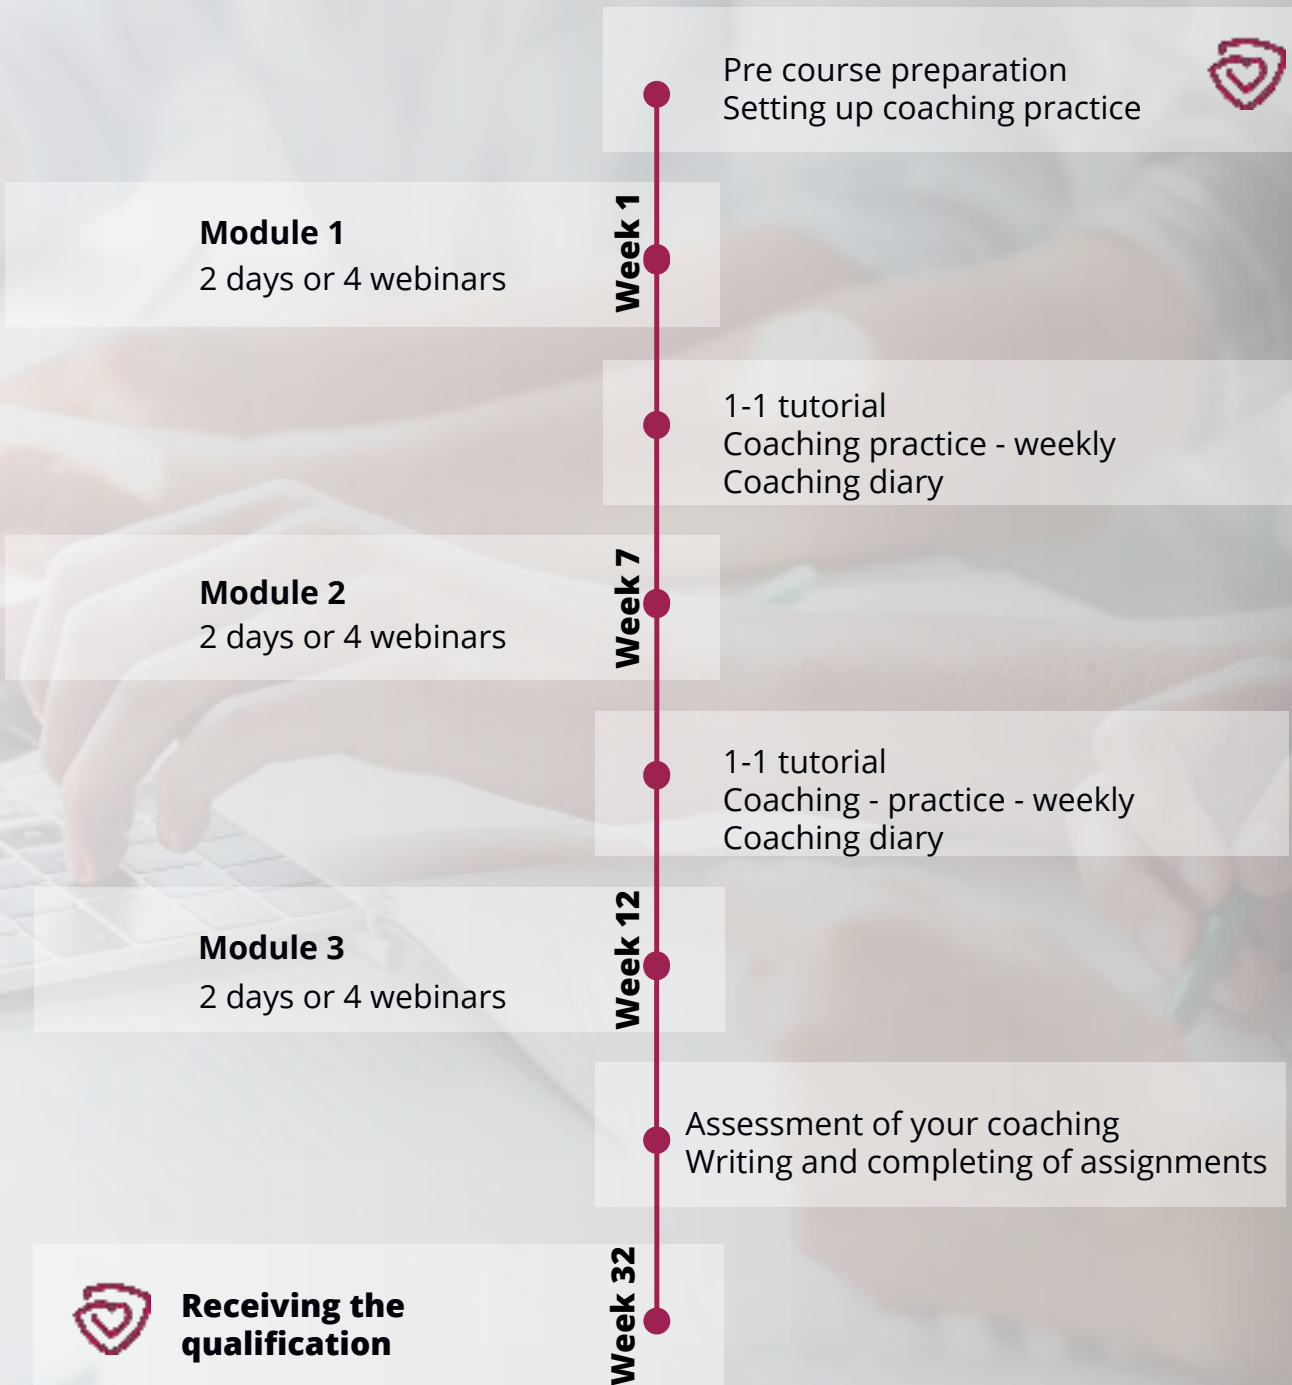 Pre course preparation
Setting up coaching practice
Week 1
Module 1
2 days or 4 webinars
1-1 tutorial
Coaching practice - weekly
Coaching diary
Week 7
Module 2
2 days or 4 webinars
1-1 tutorial
Coaching - practice - weekly
Coaching diary
Week 12
Module 3
2 days or 4 webinars
Assessment of your coaching
Writing and completing of assignments
Week 32
Receiving the
qualification